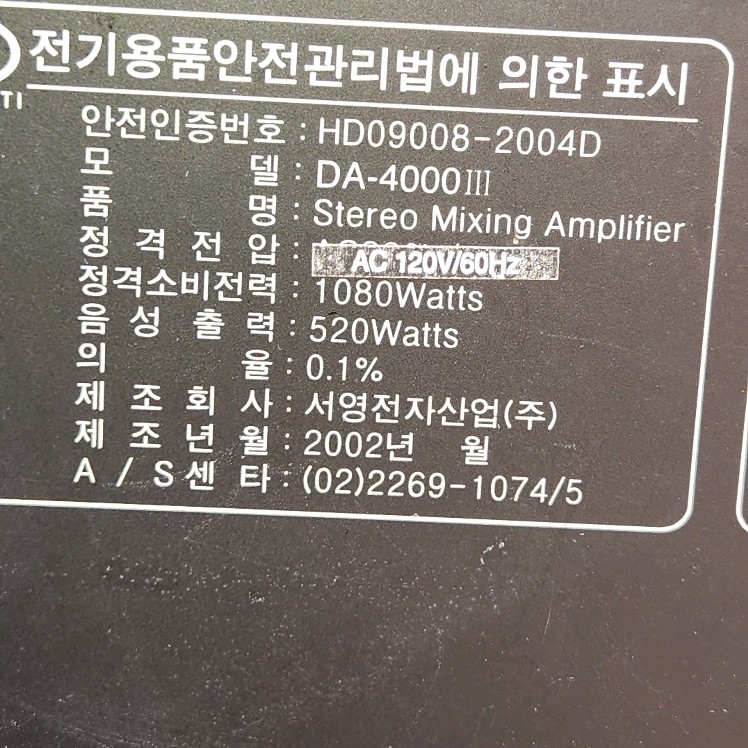 전기용품안전관리법에 의한 표시
TI
안전인증번호 : HD09008-2004D
모 델 : DA-4000III
품 명 : Stereo Mixing Amplifier
정 격 전 압 : AC 120V/60Hz
정격소비전력 : 1080Watts
음 성 출 력 : 520Watts
의 율 : 0.1%
제 조 회 사 : 서영전자산업(주)
제 조 년 월 : 2002년 월
A / S 센 타 : (02)2269-1074/5